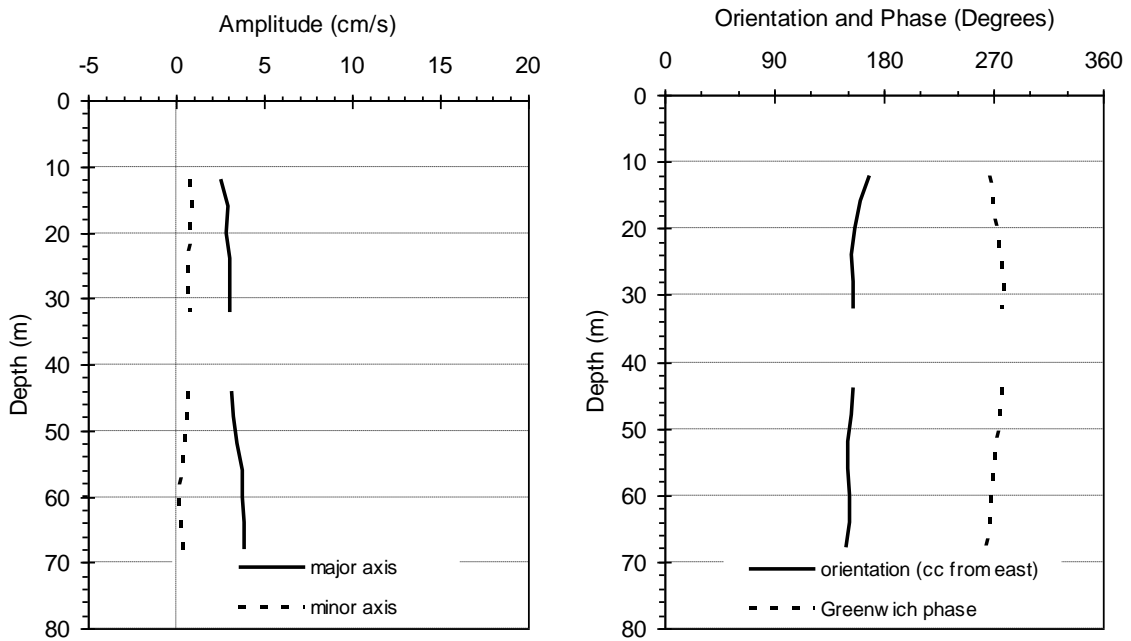 Amplitude (cm/s)
-5 0 5 10 15 20
0
10
20
30
40
50
60
70
80
Depth (m)
major axis
minor axis
Orientation and Phase (Degrees)
0 90 180 270 360
0
10
20
30
40
50
60
70
80
Depth (m)
orientation (cc from east)
Greenwich phase